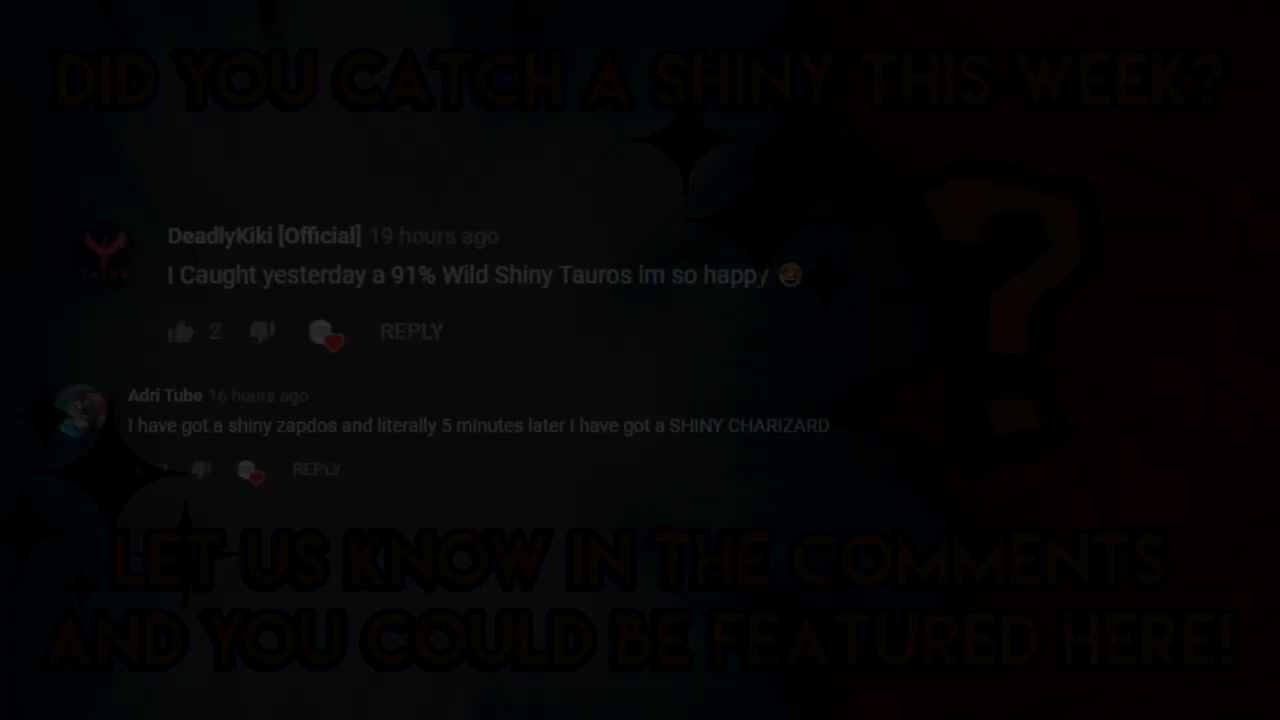 DID YOU CATCH A SHINY THIS WEEK?
DeadlyKiki [Official] 19 hours ago
I Caught yesterday a 91% Wild Shiny Tauros im so happy
2 REPLY
Adri Tube 16 hours ago
I have got a shiny zapdos and literally 5 minutes later I have got a SHINY CHARIZARD
1 REPLY
LET US KNOW IN THE COMMENTS
AND YOU COULD BE FEATURED HERE!